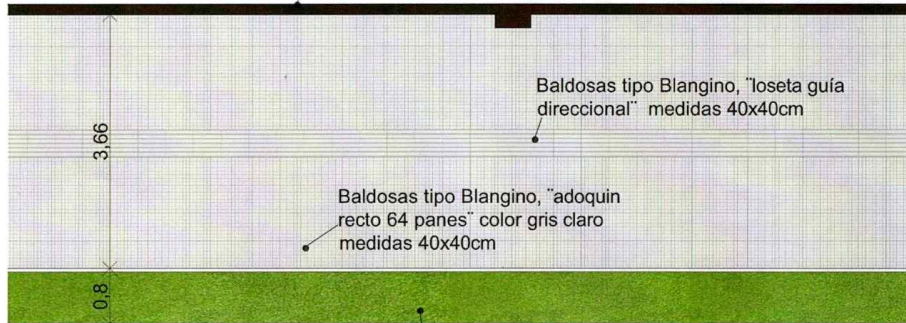 Baldosas tipo Blangino, ¨loseta guía
direccional¨ medidas 40x40cm
3,66
Baldosas tipo Blangino, ¨adoquin
recto 64 panes¨ color gris claro
medidas 40x40cm
0,8